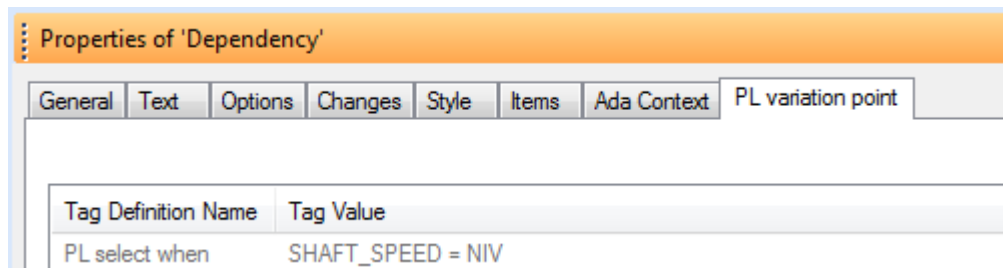 Properties of 'Dependency'
General Text Options Changes Style Items Ada Context PL variation point
Tag Definition Name Tag Value
PL select when SHAFT_SPEED = NIV